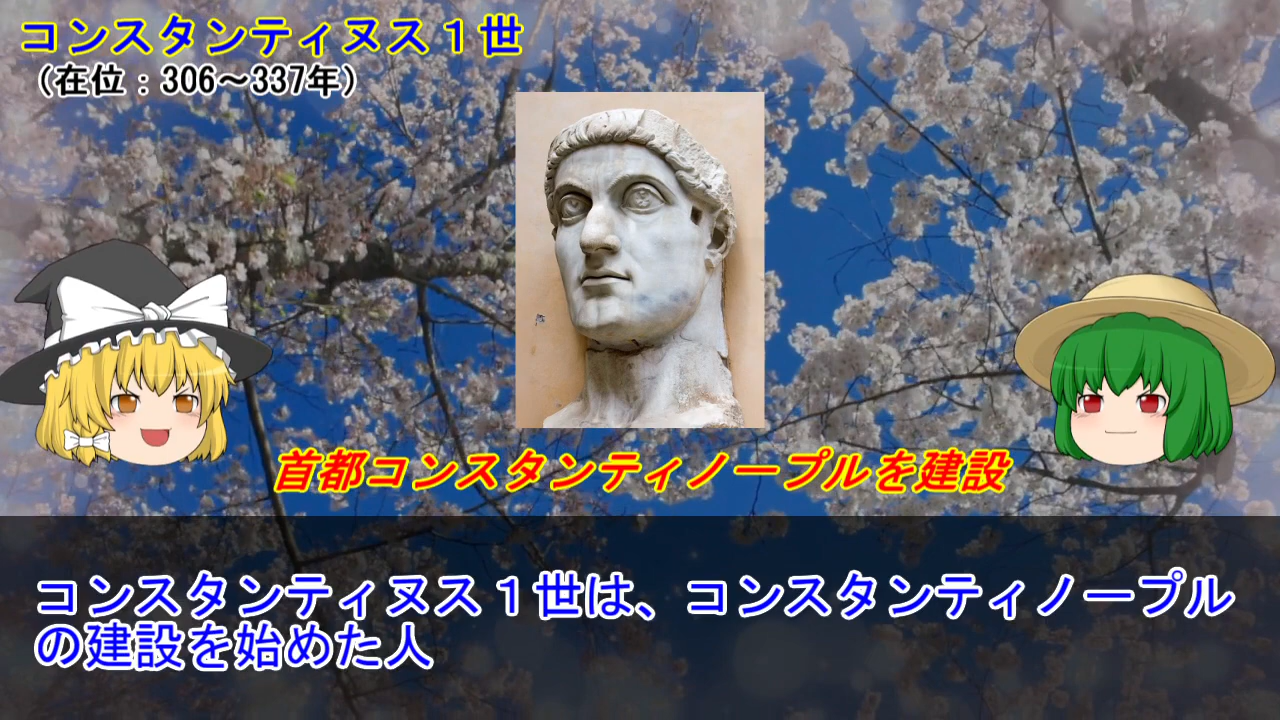 コンスタンティヌス１世
（在位：306～337年）
首都コンスタンティノープルを建設
コンスタンティヌス１世は、コンスタンティノープル
の建設を始めた人